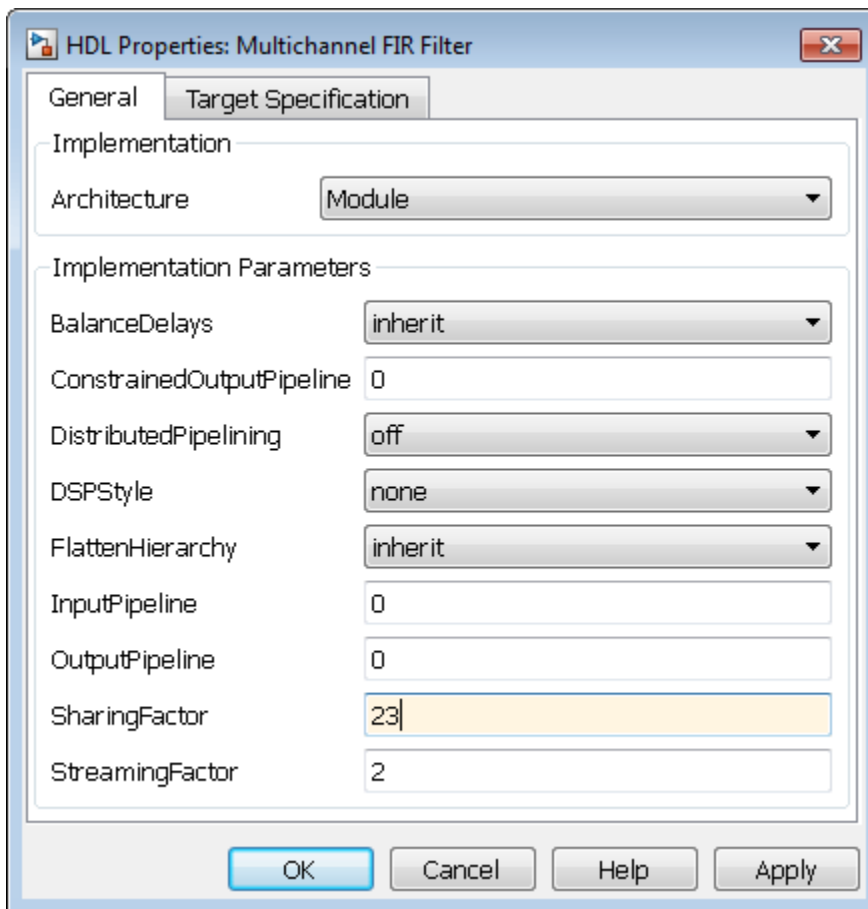 HDL Properties: Multichannel FIR Filter
General Target Specification
Implementation
Architecture Module
Implementation Parameters
BalanceDelays inherit
ConstrainedOutputPipeline 0
DistributedPipelining off
DSPStyle none
FlattenHierarchy inherit
InputPipeline 0
OutputPipeline 0
SharingFactor 23
StreamingFactor 2
OK Cancel Help Apply